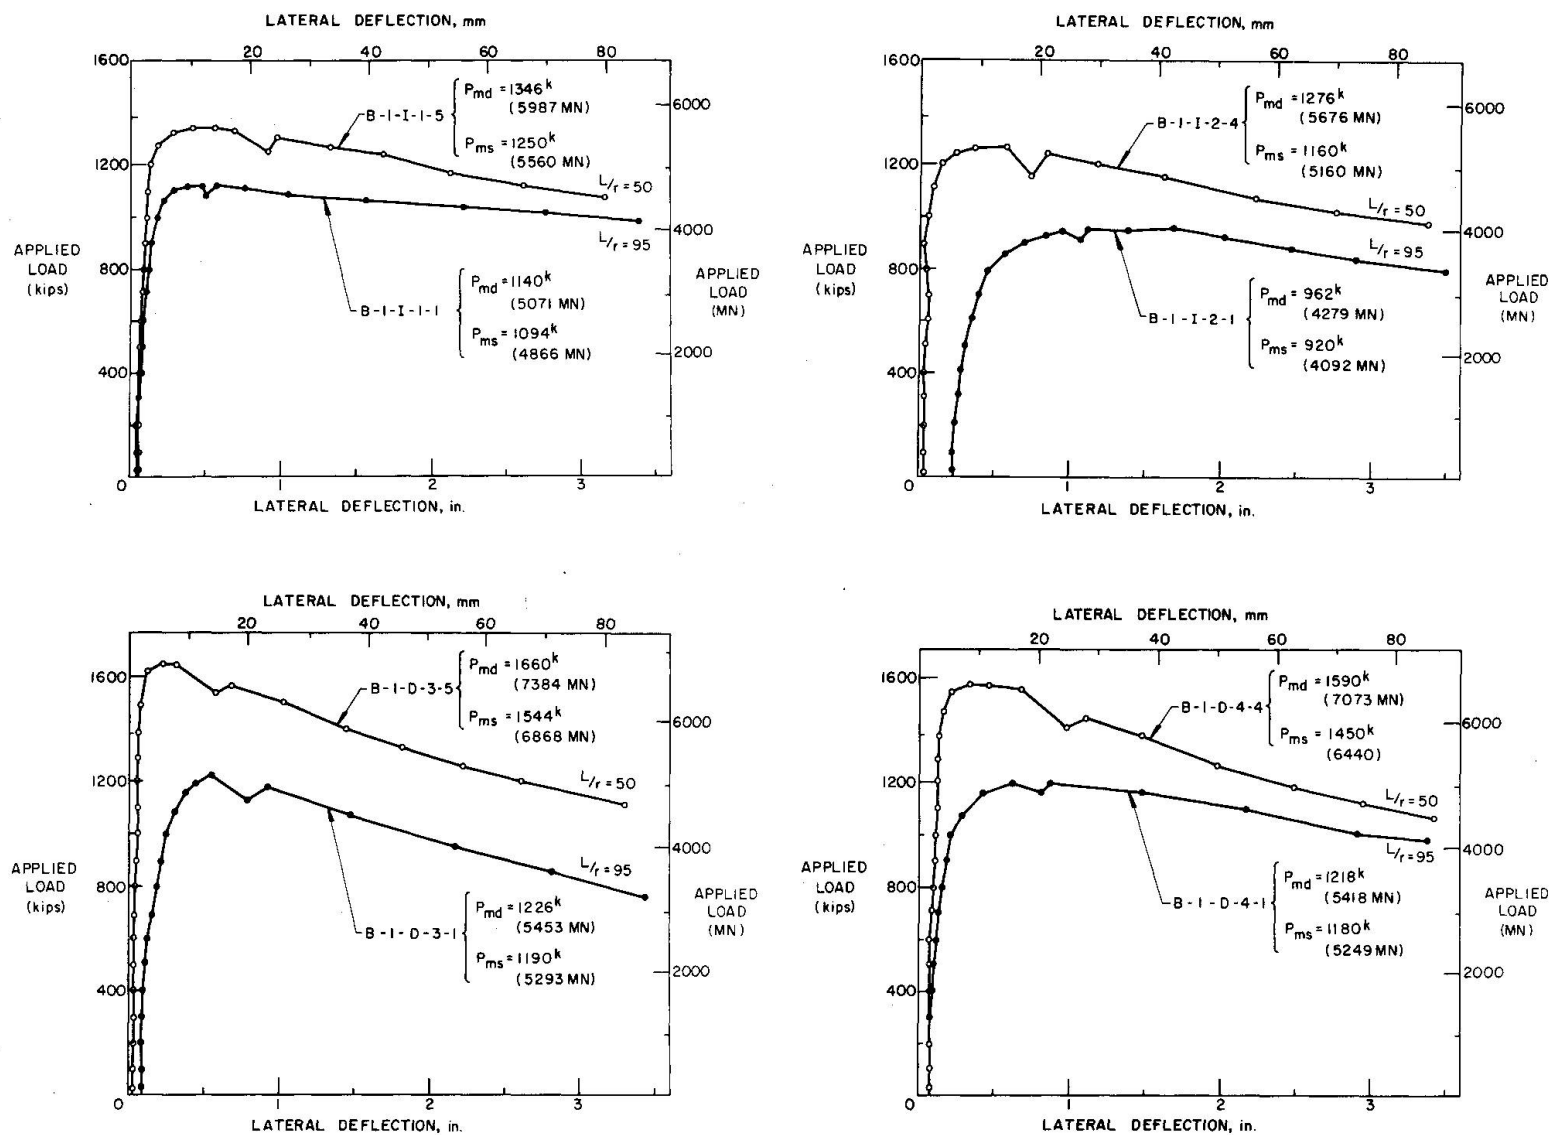 LATERAL DEFLECTION, mm
20 40 60 80
1600
1200
800
400
0
6000
4000
2000
APPLIED
LOAD
(kips)
APPLIED
LOAD
(MN)
B-1-I-1-5
Pmd = 1346k
(5987 MN)
Pms = 1250k
(5560 MN)
L/r = 50
L/r = 95
B-1-I-1-1
Pmd = 1140k
(5071 MN)
Pms = 1094k
(4866 MN)
1 2 3
LATERAL DEFLECTION, in.
LATERAL DEFLECTION, mm
20 40 60 80
1600
1200
800
400
0
6000
4000
2000
APPLIED
LOAD
(kips)
APPLIED
LOAD
(MN)
B-1-I-2-4
Pmd = 1276k
(5676 MN)
Pms = 1160k
(5160 MN)
L/r = 50
L/r = 95
B-1-I-2-1
Pmd = 962k
(4279 MN)
Pms = 920k
(4092 MN)
1 2 3
LATERAL DEFLECTION, in.
LATERAL DEFLECTION, mm
20 40 60 80
1600
1200
800
400
0
6000
4000
2000
APPLIED
LOAD
(kips)
APPLIED
LOAD
(MN)
B-1-D-3-5
Pmd = 1660k
(7384 MN)
Pms = 1544k
(6868 MN)
L/r = 50
L/r = 95
B-1-D-3-1
Pmd = 1226k
(5453 MN)
Pms = 1190k
(5293 MN)
1 2 3
LATERAL DEFLECTION, in.
LATERAL DEFLECTION, mm
20 40 60 80
1600
1200
800
400
0
6000
4000
2000
APPLIED
LOAD
(kips)
APPLIED
LOAD
(MN)
B-1-D-4-4
Pmd = 1590k
(7073 MN)
Pms = 1450k
(6440)
L/r = 50
L/r = 95
B-1-D-4-1
Pmd = 1218k
(5418 MN)
Pms = 1180k
(5249 MN)
1 2 3
LATERAL DEFLECTION, in.